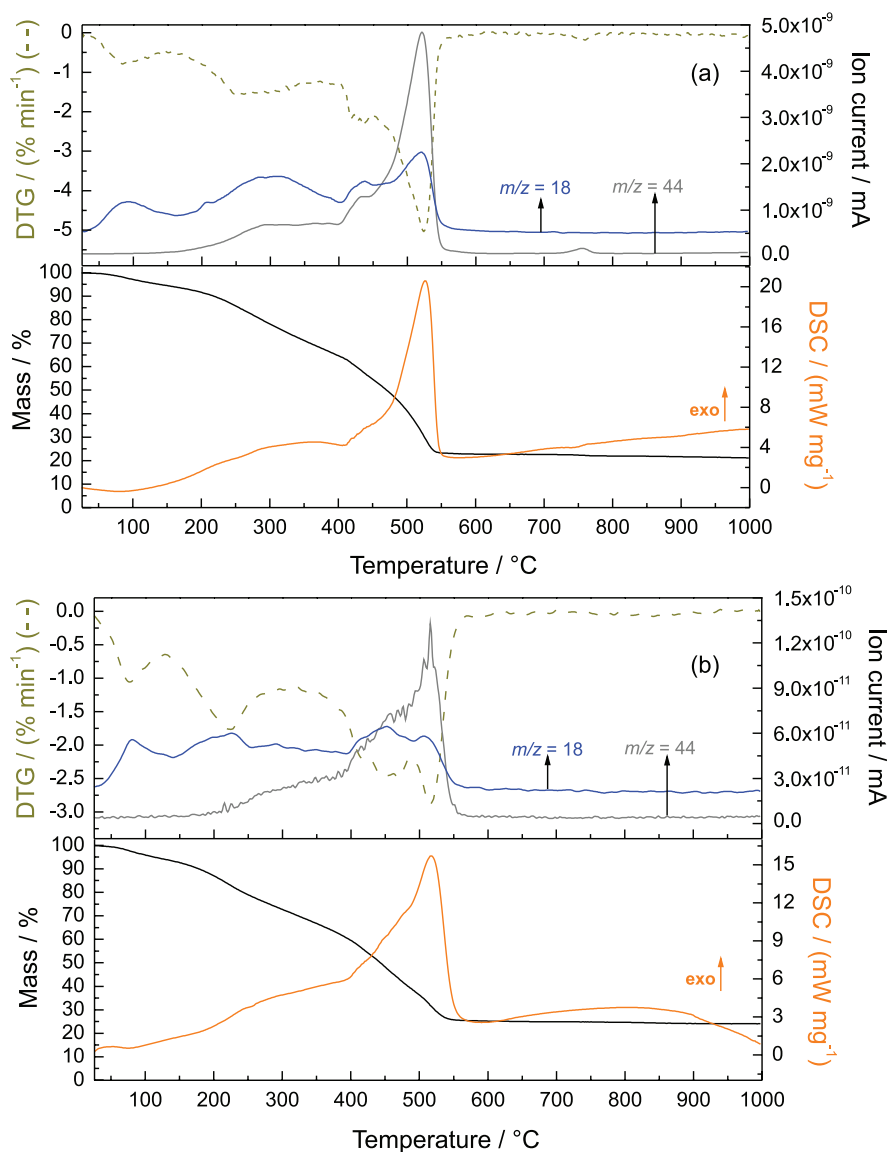 DTG / (% min⁻¹) (- -)
0
-1
-2
-3
-4
-5
(a)
m/z = 18
m/z = 44
5.0x10⁻⁹
4.0x10⁻⁹
3.0x10⁻⁹
2.0x10⁻⁹
1.0x10⁻⁹
0.0
Ion current / mA
Mass / %
100
90
80
70
60
50
40
30
20
10
0
exo
20
16
12
8
4
0
DSC / (mW mg⁻¹)
100 200 300 400 500 600 700 800 900 1000
Temperature / °C
DTG / (% min⁻¹) (- -)
0.0
-0.5
-1.0
-1.5
-2.0
-2.5
-3.0
(b)
m/z = 18
m/z = 44
1.5x10⁻¹⁰
1.2x10⁻¹⁰
9.0x10⁻¹¹
6.0x10⁻¹¹
3.0x10⁻¹¹
0.0
Ion current / mA
Mass / %
100
90
80
70
60
50
40
30
20
10
0
exo
15
12
9
6
3
0
DSC / (mW mg⁻¹)
100 200 300 400 500 600 700 800 900 1000
Temperature / °C